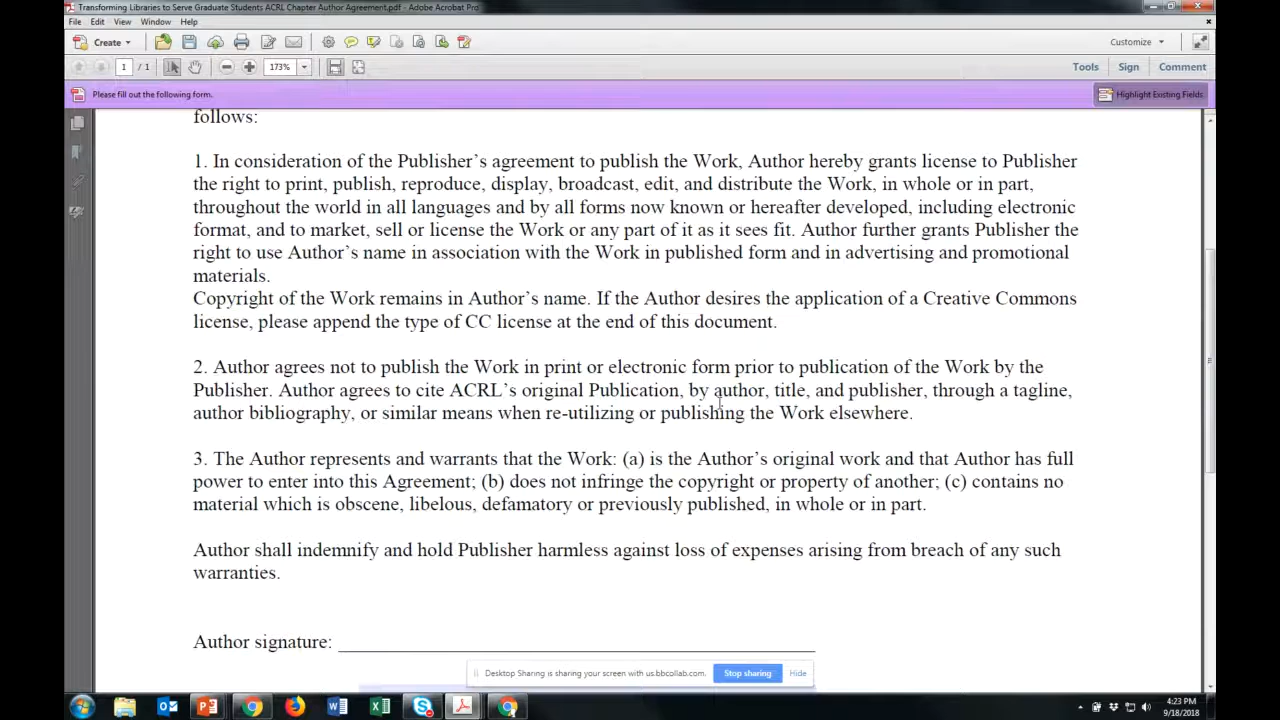 Transforming Libraries to Serve Graduate Students ACRL Chapter Author Agreement.pdf - Adobe Acrobat Pro
File Edit View Window Help
Create Customize
1 / 1 173% Tools Sign Comment
Please fill out the following form. Highlight Existing Fields
follows:
1. In consideration of the Publisher’s agreement to publish the Work, Author hereby grants license to Publisher
the right to print, publish, reproduce, display, broadcast, edit, and distribute the Work, in whole or in part,
throughout the world in all languages and by all forms now known or hereafter developed, including electronic
format, and to market, sell or license the Work or any part of it as it sees fit. Author further grants Publisher the
right to use Author’s name in association with the Work in published form and in advertising and promotional
materials.
Copyright of the Work remains in Author’s name. If the Author desires the application of a Creative Commons
license, please append the type of CC license at the end of this document.
2. Author agrees not to publish the Work in print or electronic form prior to publication of the Work by the
Publisher. Author agrees to cite ACRL’s original Publication, by author, title, and publisher, through a tagline,
author bibliography, or similar means when re-utilizing or publishing the Work elsewhere.
3. The Author represents and warrants that the Work: (a) is the Author’s original work and that Author has full
power to enter into this Agreement; (b) does not infringe the copyright or property of another; (c) contains no
material which is obscene, libelous, defamatory or previously published, in whole or in part.
Author shall indemnify and hold Publisher harmless against loss of expenses arising from breach of any such
warranties.
Author signature:
Desktop Sharing is sharing your screen with us.bbcollab.com. Stop sharing Hide
4:23 PM
9/18/2018